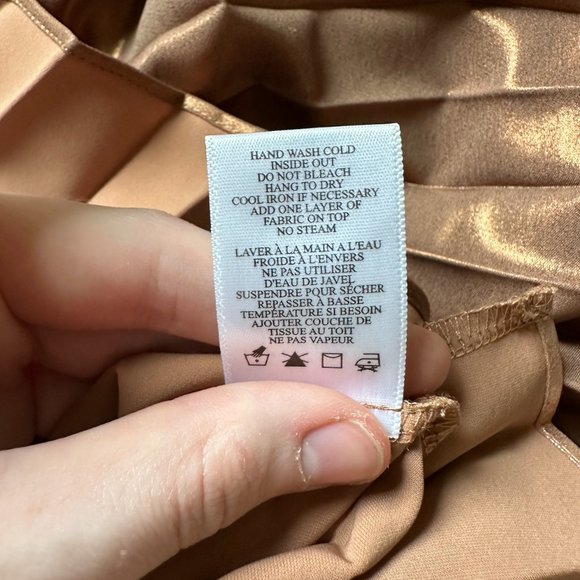 HAND WASH COLD
INSIDE OUT
DO NOT BLEACH
HANG TO DRY
COOL IRON IF NECESSARY
ADD ONE LAYER OF
FABRIC ON TOP
NO STEAM
LAVER À LA MAIN A L'EAU
FROIDE À L'ENVERS
NE PAS UTILISER
D'EAU DE JAVEL
SUSPENDRE POUR SÉCHER
REPASSER À BASSE
TEMPÉRATURE SI BESOIN
AJOUTER COUCHE DE
TISSUE AU TOIT
NE PAS VAPEUR